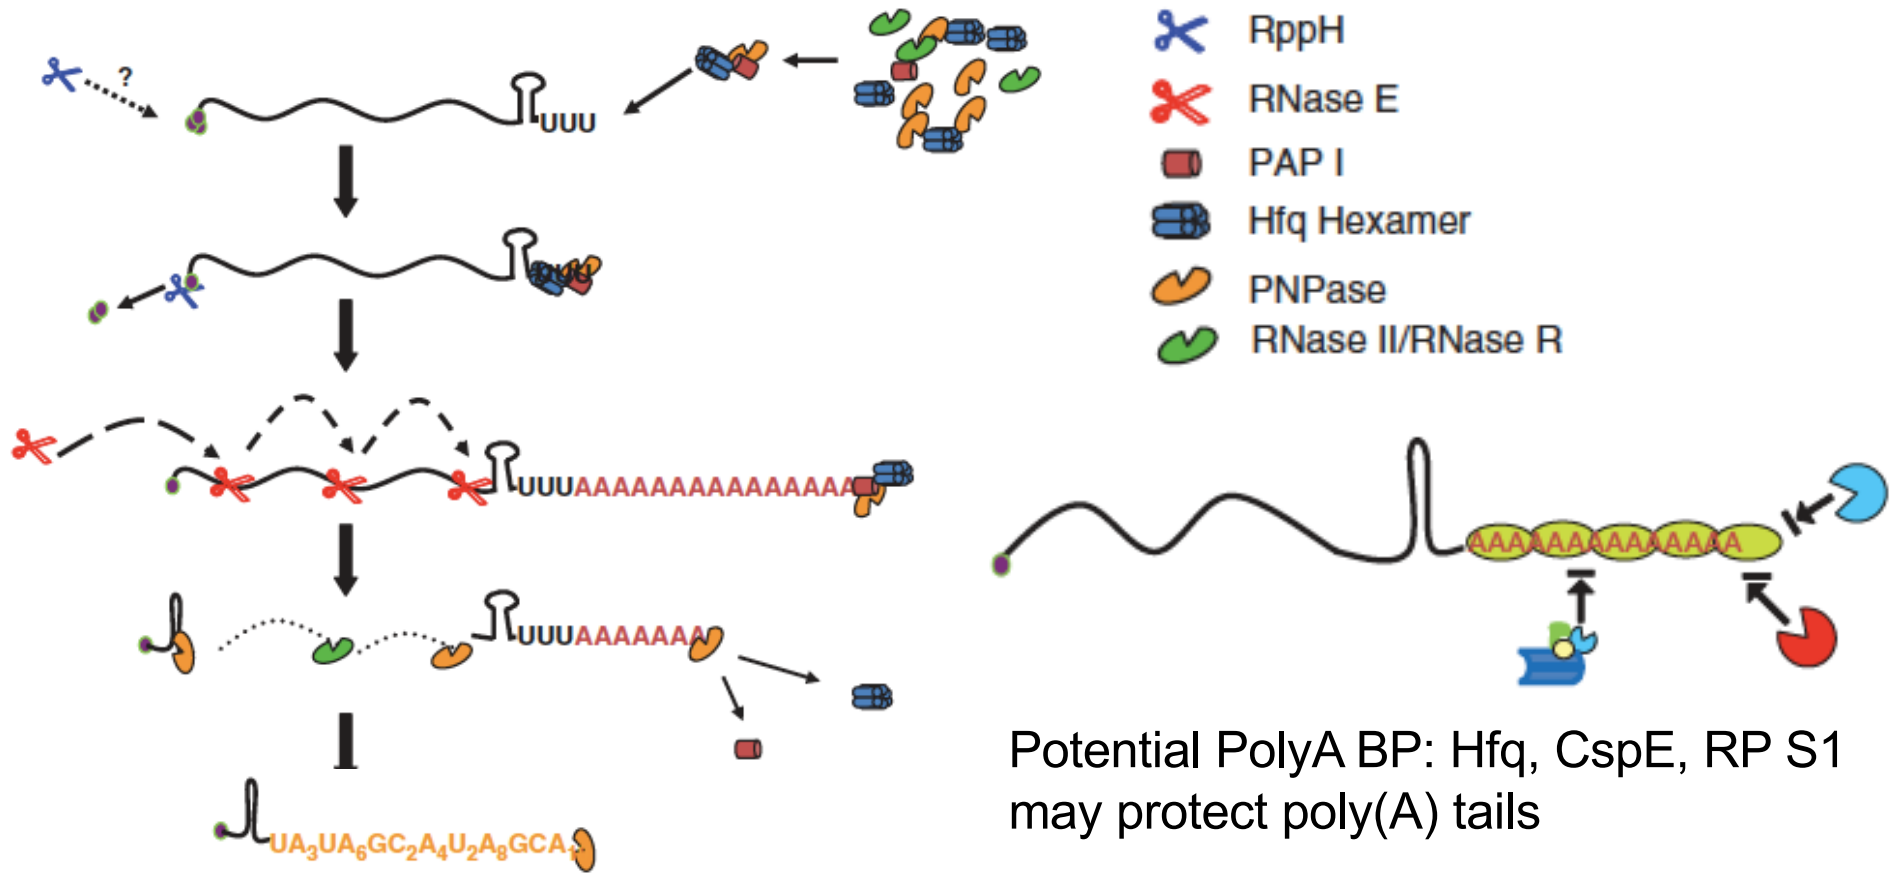 ?
UUU
RppH
RNase E
PAP I
Hfq Hexamer
PNPase
RNase II/RNase R
UUUAAAAAAAAAAAAAAA
UUUAAAAAAA
UA₃UA₆GC₂A₄U₂A₈GCA
AAAAAAAAAAAAA
Potential PolyA BP: Hfq, CspE, RP S1
may protect poly(A) tails